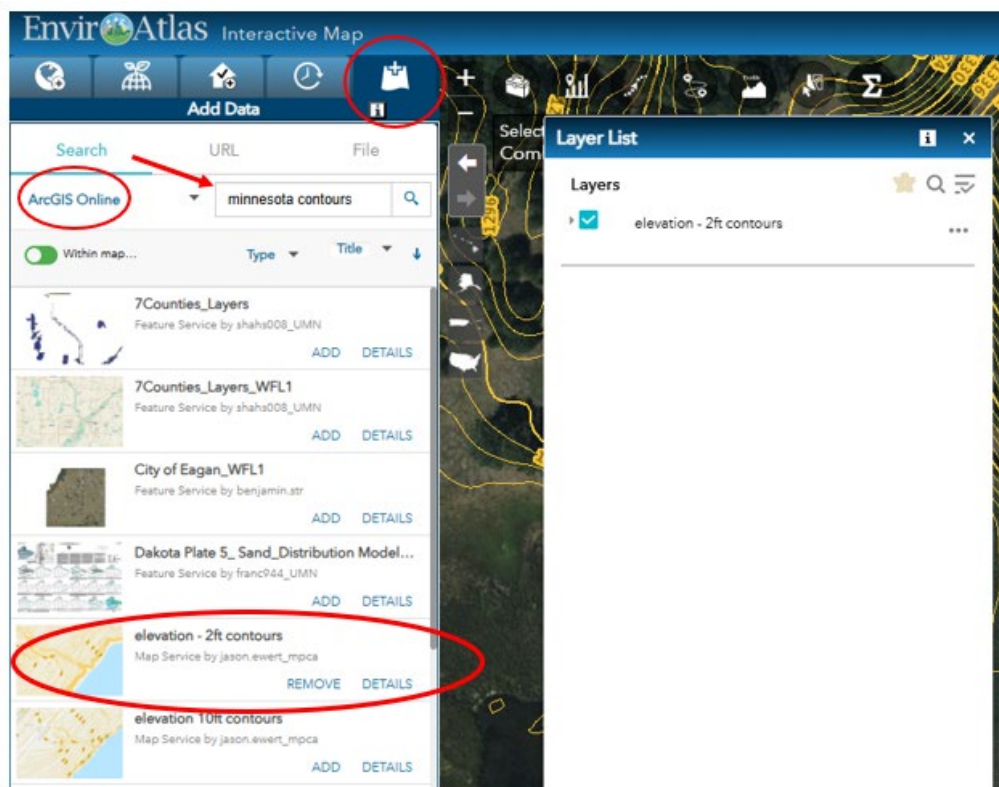 EnviroAtlas Interactive Map
Add Data
Search URL File
ArcGIS Online
minnesota contours
Within map...
Type
Title
7Counties_Layers
Feature Service by shahs008_UMN
ADD DETAILS
7Counties_Layers_WFL1
Feature Service by shahs008_UMN
ADD DETAILS
City of Eagan_WFL1
Feature Service by benjamin.str
ADD DETAILS
Dakota Plate 5_ Sand_Distribution Model...
Feature Service by franc944_UMN
ADD DETAILS
elevation - 2ft contours
Map Service by jason.ewert_mpca
REMOVE DETAILS
elevation 10ft contours
Map Service by jason.ewert_mpca
ADD DETAILS
Select
Com
1296
Layer List
Layers
elevation - 2ft contours